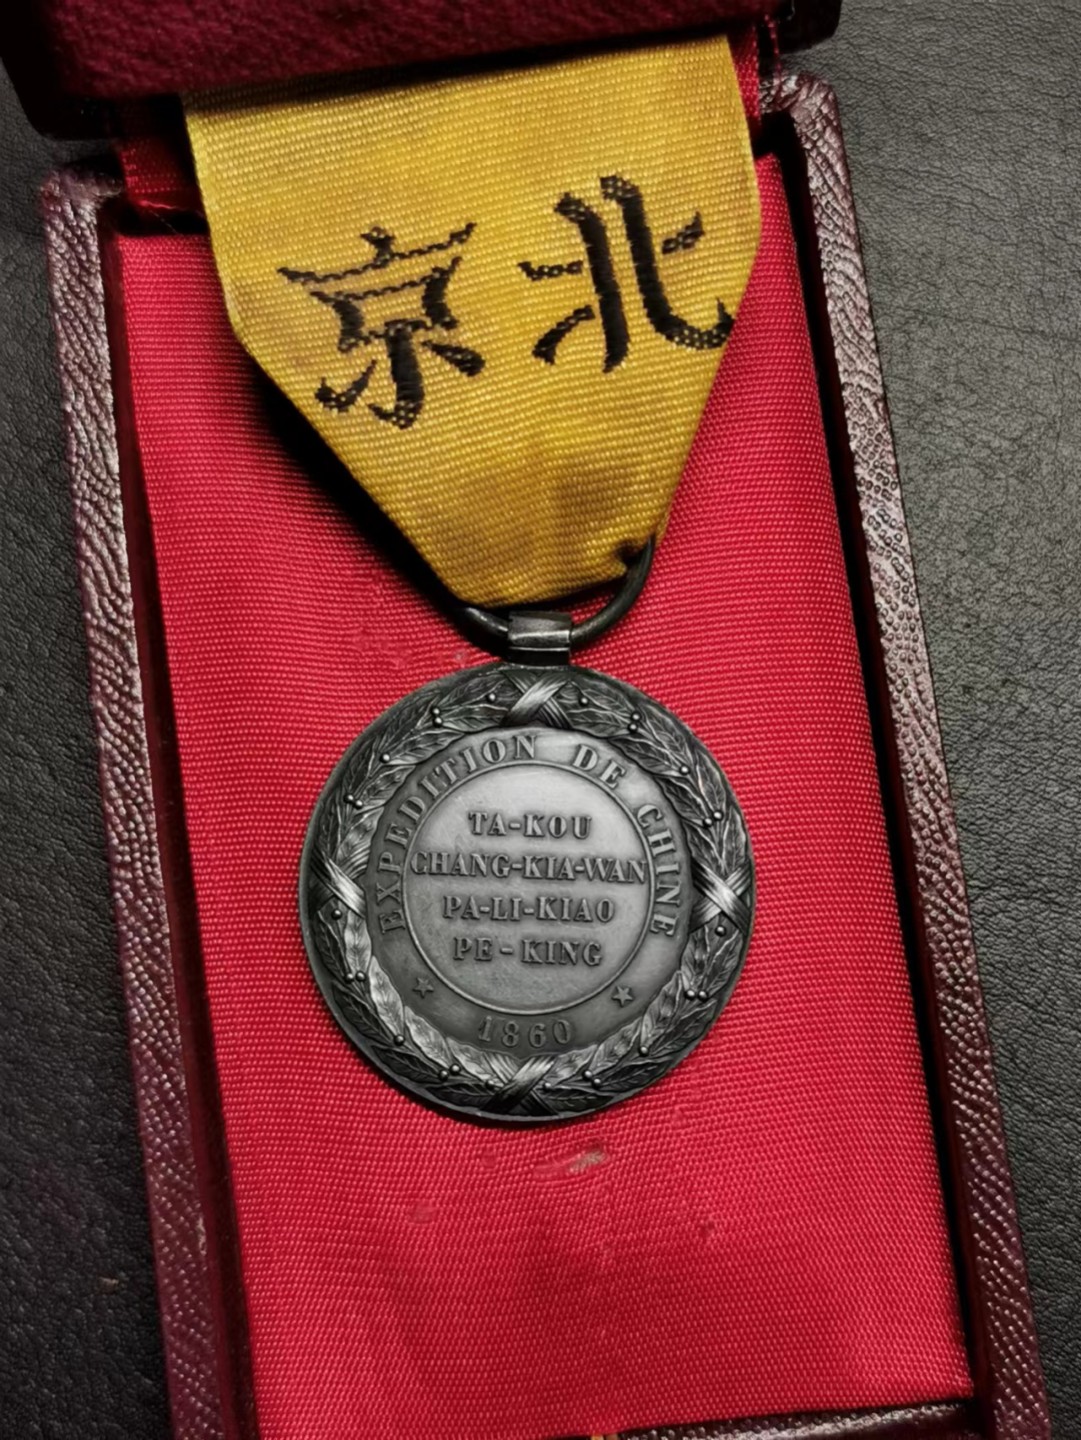 北京
EXPEDITION DE CHINE
TA-KOU
CHANG-KIA-WAN
PA-LI-KIAO
PE-KING
1860